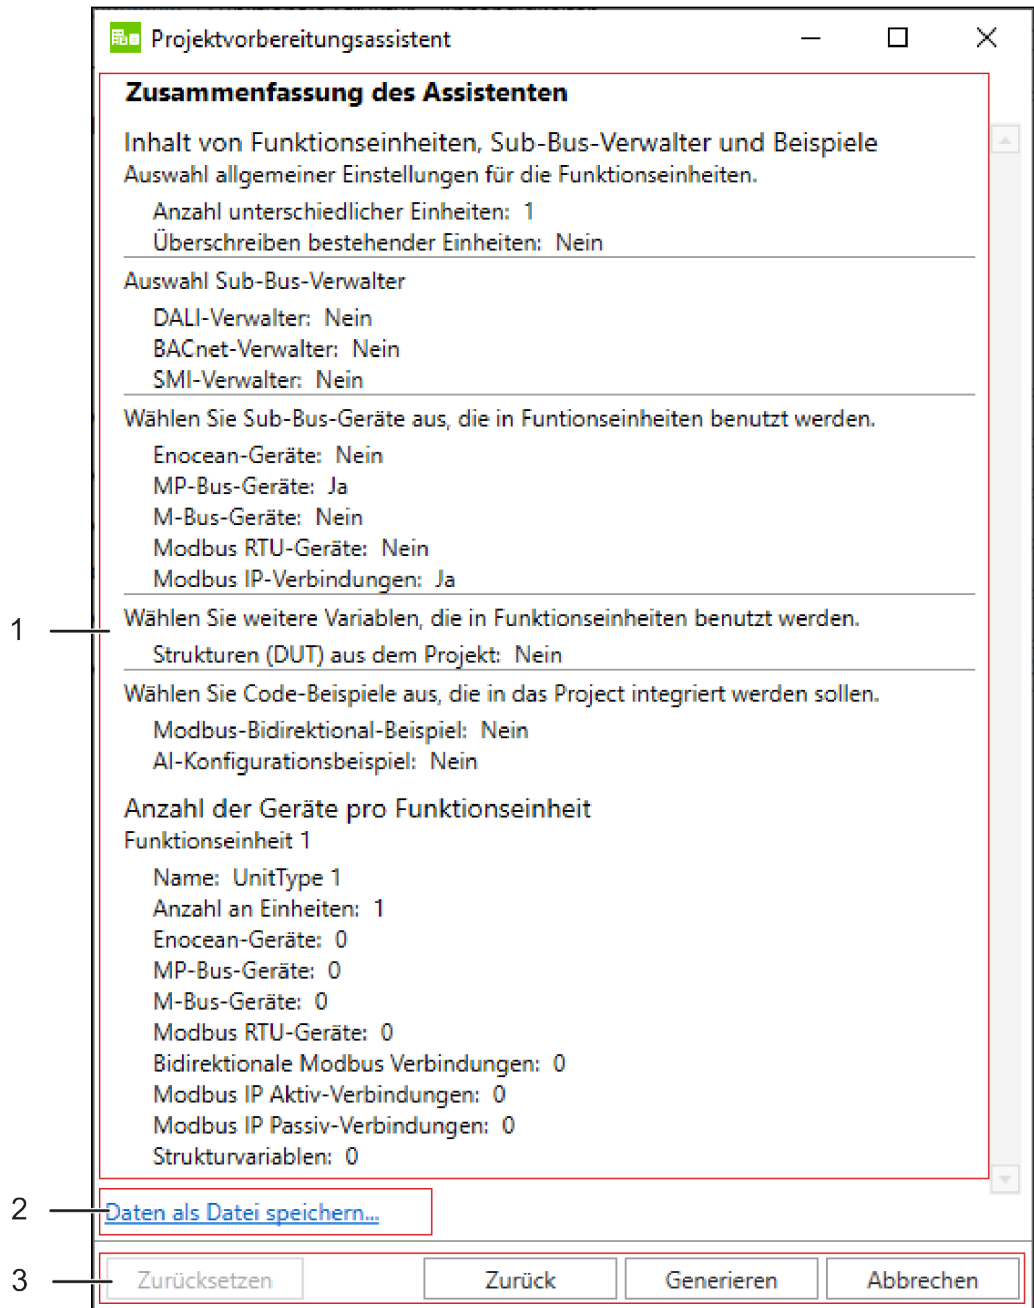 Projektvorbereitungsassistent
Zusammenfassung des Assistenten
Inhalt von Funktionseinheiten, Sub-Bus-Verwalter und Beispiele
Auswahl allgemeiner Einstellungen für die Funktionseinheiten.
Anzahl unterschiedlicher Einheiten: 1
Überschreiben bestehender Einheiten: Nein
Auswahl Sub-Bus-Verwalter
DALI-Verwalter: Nein
BACnet-Verwalter: Nein
SMI-Verwalter: Nein
Wählen Sie Sub-Bus-Geräte aus, die in Funtionseinheiten benutzt werden.
Enocean-Geräte: Nein
MP-Bus-Geräte: Ja
M-Bus-Geräte: Nein
Modbus RTU-Geräte: Nein
Modbus IP-Verbindungen: Ja
1
Wählen Sie weitere Variablen, die in Funktionseinheiten benutzt werden.
Strukturen (DUT) aus dem Projekt: Nein
Wählen Sie Code-Beispiele aus, die in das Project integriert werden sollen.
Modbus-Bidirektional-Beispiel: Nein
AI-Konfigurationsbeispiel: Nein
Anzahl der Geräte pro Funktionseinheit
Funktionseinheit 1
Name: UnitType 1
Anzahl an Einheiten: 1
Enocean-Geräte: 0
MP-Bus-Geräte: 0
M-Bus-Geräte: 0
Modbus RTU-Geräte: 0
Bidirektionale Modbus Verbindungen: 0
Modbus IP Aktiv-Verbindungen: 0
Modbus IP Passiv-Verbindungen: 0
Strukturvariablen: 0
2 Daten als Datei speichern...
3 Zurücksetzen Zurück Generieren Abbrechen